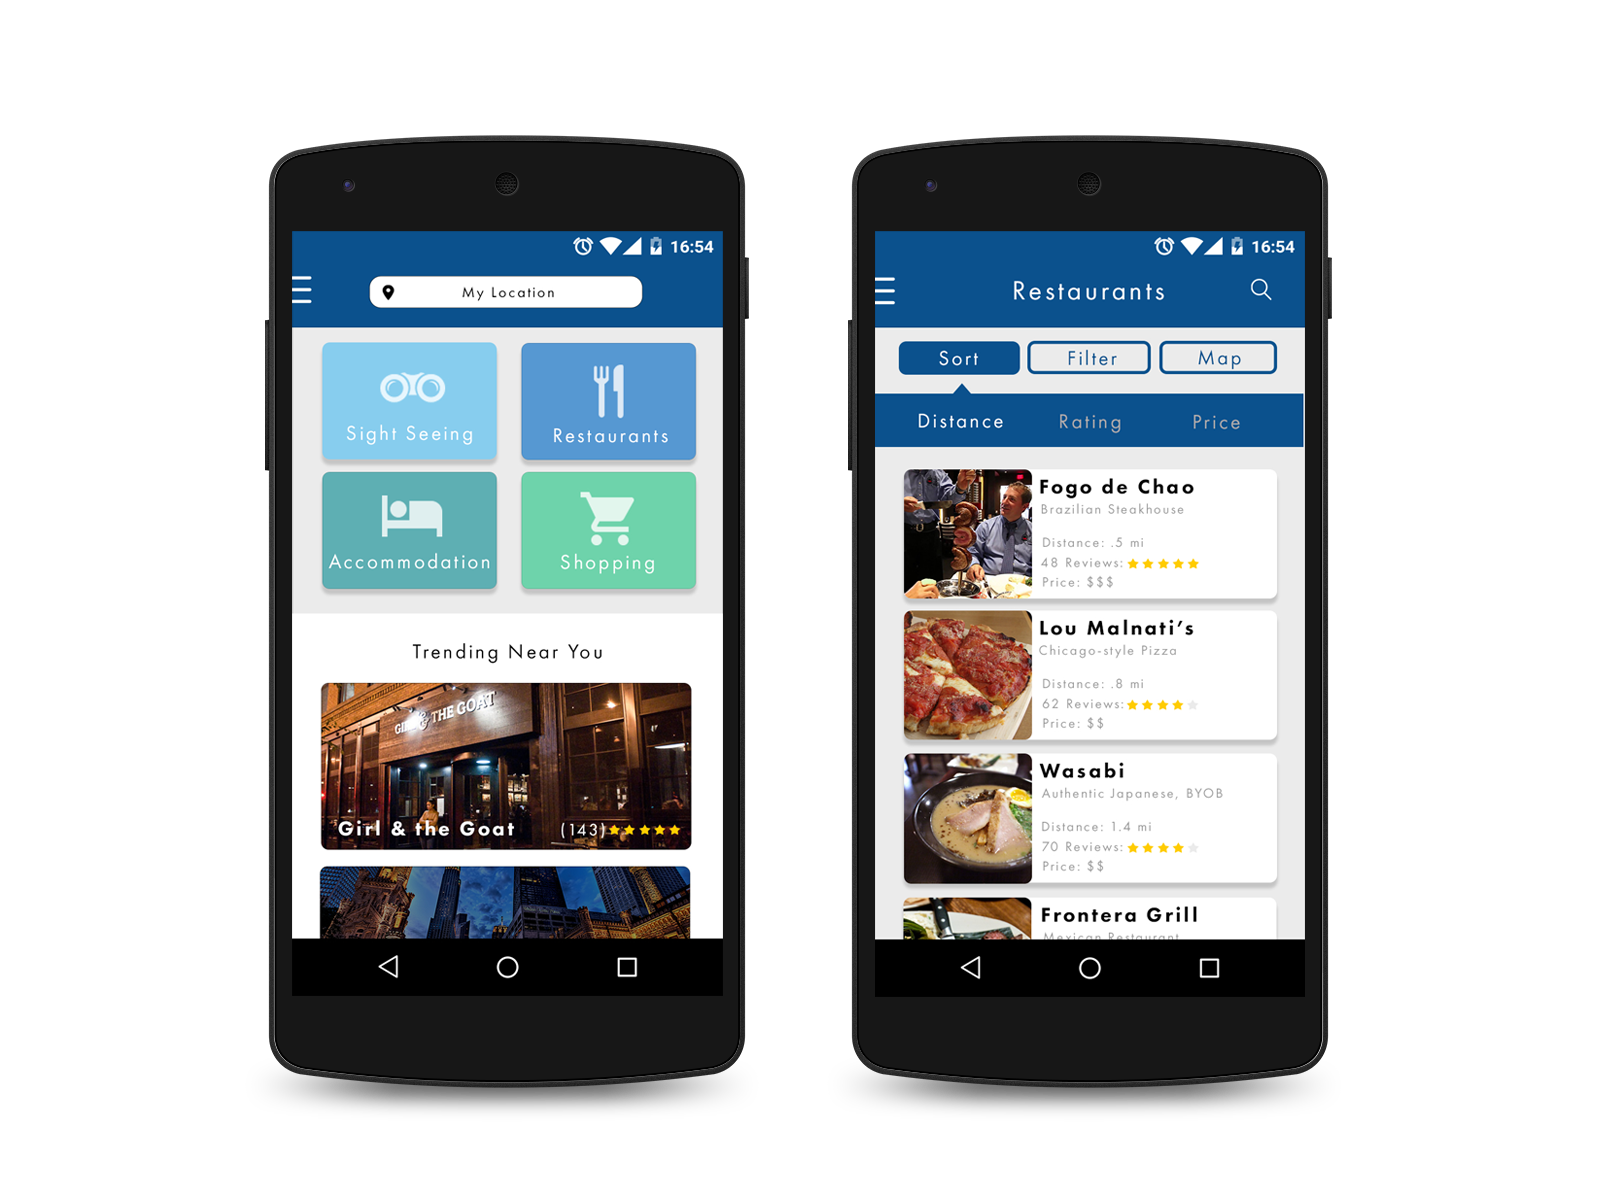 16:54
My Location
Sight Seeing
Restaurants
Accommodation
Shopping
Trending Near You
GIRL & THE GOAT
Girl & the Goat
(143)
16:54
Restaurants
Sort
Filter
Map
Distance
Rating
Price
Fogo de Chao
Brazilian Steakhouse
Distance: .5 mi
48 Reviews:
Price: $$$
Lou Malnati’s
Chicago-style Pizza
Distance: .8 mi
62 Reviews:
Price: $$
Wasabi
Authentic Japanese, BYOB
Distance: 1.4 mi
70 Reviews:
Price: $$
Frontera Grill
Mexican Restaurant